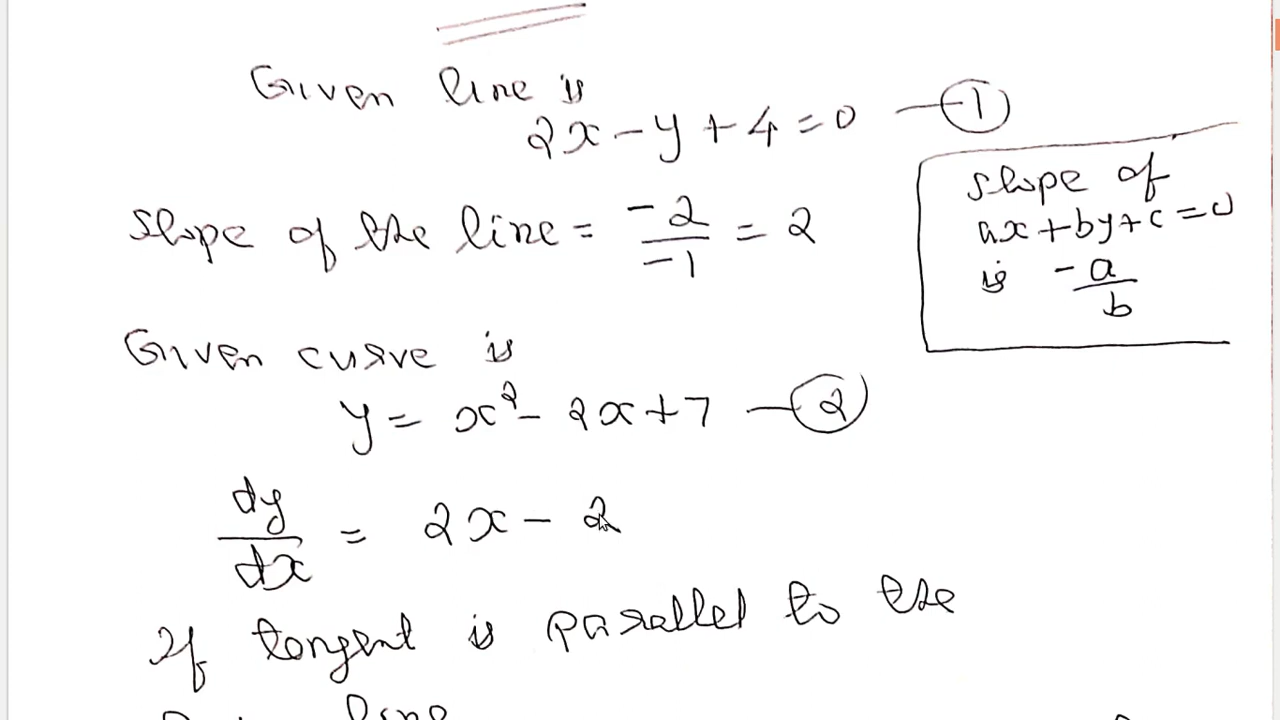 Given line is
2x - y + 4 = 0 — ①
slope of
ax + by + c = 0
is -a/b
Slope of the line = -2/-1 = 2
Given curve is
y = x² - 2x + 7 — ②
dy/dx = 2x - 2
If tangent is parallel to the
line